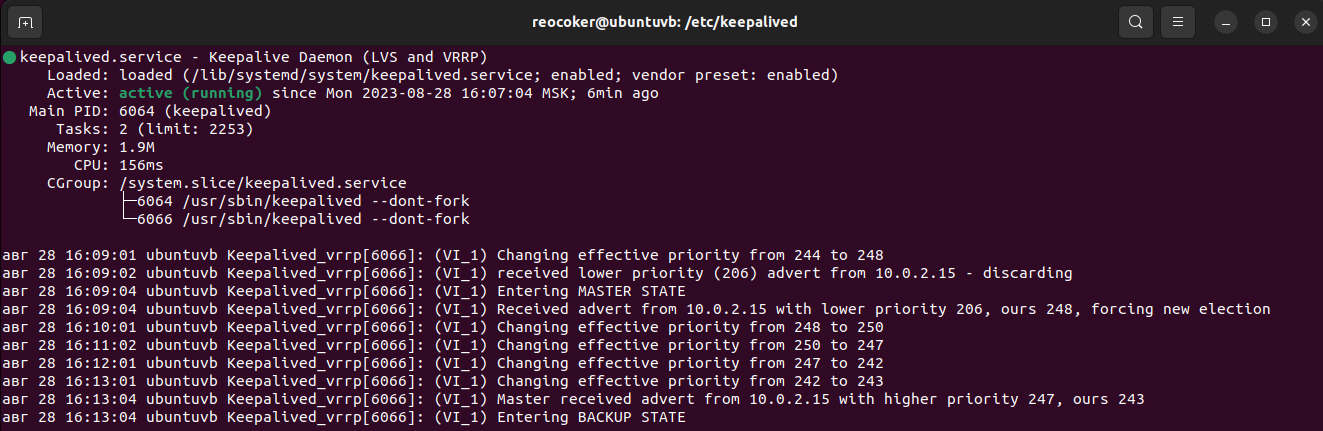 reocoker@ubuntuvb: /etc/keepalived
keepalived.service - Keepalive Daemon (LVS and VRRP)
Loaded: loaded (/lib/systemd/system/keepalived.service; enabled; vendor preset: enabled)
Active: active (running) since Mon 2023-08-28 16:07:04 MSK; 6min ago
Main PID: 6064 (keepalived)
Tasks: 2 (limit: 2253)
Memory: 1.9M
CPU: 156ms
CGroup: /system.slice/keepalived.service
├─6064 /usr/sbin/keepalived --dont-fork
└─6066 /usr/sbin/keepalived --dont-fork
авг 28 16:09:01 ubuntuvb Keepalived_vrrp[6066]: (VI_1) Changing effective priority from 244 to 248
авг 28 16:09:02 ubuntuvb Keepalived_vrrp[6066]: (VI_1) received lower priority (206) advert from 10.0.2.15 - discarding
авг 28 16:09:04 ubuntuvb Keepalived_vrrp[6066]: (VI_1) Entering MASTER STATE
авг 28 16:09:04 ubuntuvb Keepalived_vrrp[6066]: (VI_1) Received advert from 10.0.2.15 with lower priority 206, ours 248, forcing new election
авг 28 16:10:01 ubuntuvb Keepalived_vrrp[6066]: (VI_1) Changing effective priority from 248 to 250
авг 28 16:11:02 ubuntuvb Keepalived_vrrp[6066]: (VI_1) Changing effective priority from 250 to 247
авг 28 16:12:01 ubuntuvb Keepalived_vrrp[6066]: (VI_1) Changing effective priority from 247 to 242
авг 28 16:13:01 ubuntuvb Keepalived_vrrp[6066]: (VI_1) Changing effective priority from 242 to 243
авг 28 16:13:04 ubuntuvb Keepalived_vrrp[6066]: (VI_1) Master received advert from 10.0.2.15 with higher priority 247, ours 243
авг 28 16:13:04 ubuntuvb Keepalived_vrrp[6066]: (VI_1) Entering BACKUP STATE